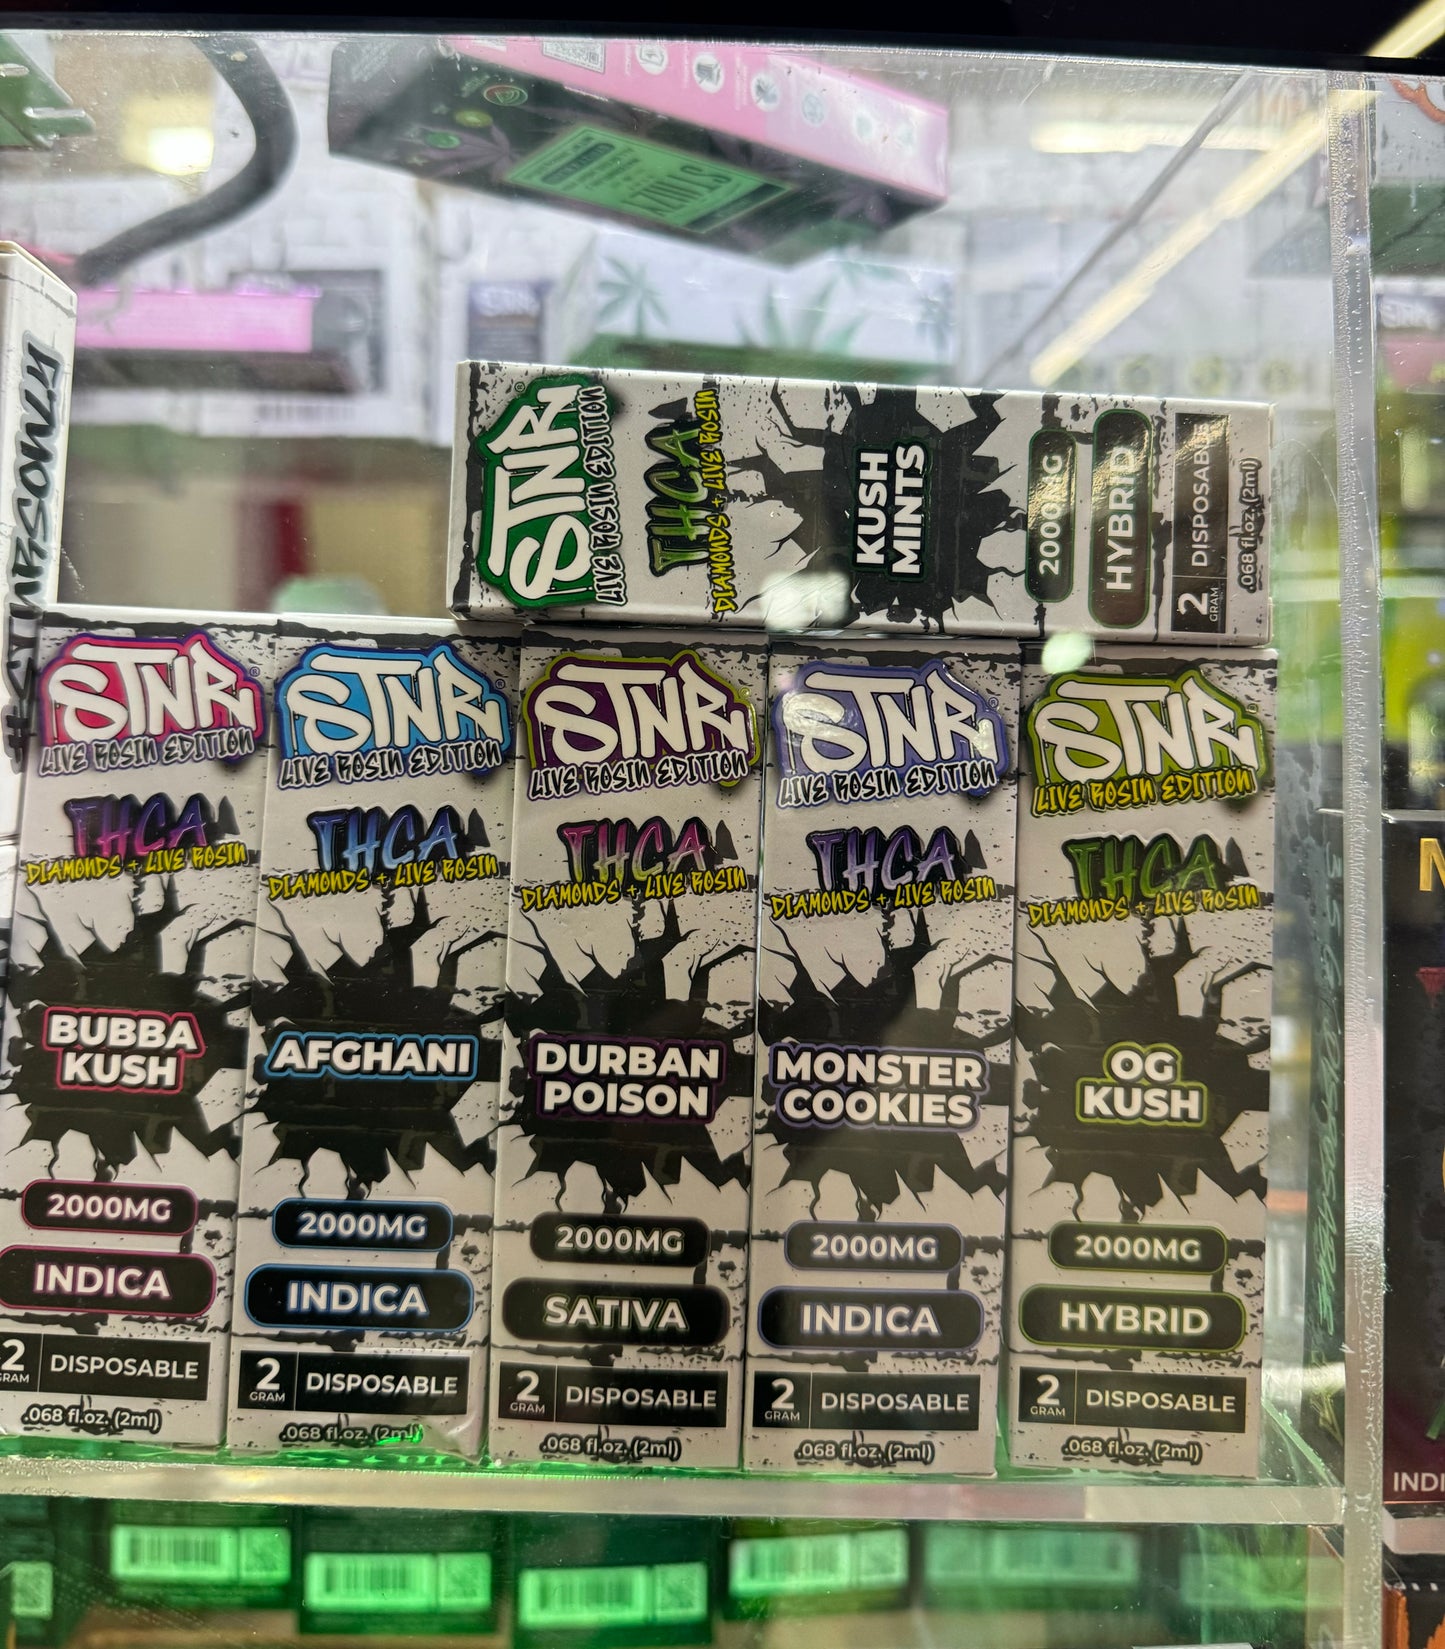 #STNRSONLY
STNR
LIVE ROSIN EDITION
THCA
DIAMONDS + LIVE ROSIN
KUSH
MINTS
2000MG
HYBRID
2
GRAM
DISPOSABLE
.068 fl.oz. (2ml)
STNR®
LIVE ROSIN EDITION
THCA
DIAMONDS + LIVE ROSIN
BUBBA
KUSH
2000MG
INDICA
2
GRAM
DISPOSABLE
.068 fl.oz. (2ml)
STNR®
LIVE ROSIN EDITION
THCA
DIAMONDS + LIVE ROSIN
AFGHANI
2000MG
INDICA
2
GRAM
DISPOSABLE
.068 fl.oz. (2ml)
STNR
LIVE ROSIN EDITION
THCA
DIAMONDS + LIVE ROSIN
DURBAN
POISON
2000MG
SATIVA
2
GRAM
DISPOSABLE
.068 fl.oz. (2ml)
STNR
LIVE ROSIN EDITION
THCA
DIAMONDS + LIVE ROSIN
MONSTER
COOKIES
2000MG
INDICA
2
GRAM
DISPOSABLE
.068 fl.oz. (2ml)
STNR
LIVE ROSIN EDITION
THCA
DIAMONDS + LIVE ROSIN
OG
KUSH
2000MG
HYBRID
2
GRAM
DISPOSABLE
.068 fl.oz. (2ml)
INDI